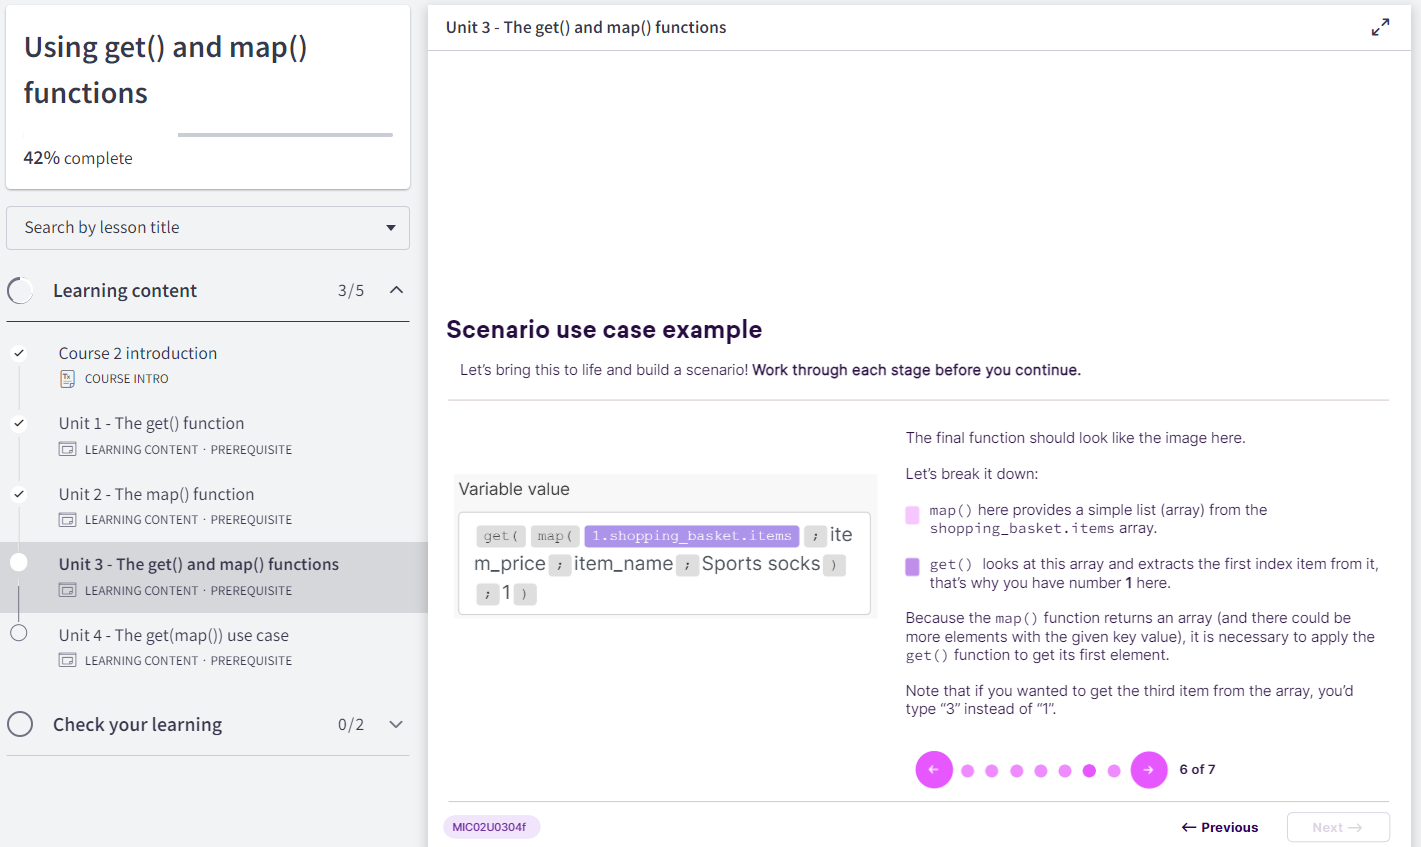 Using get() and map()
functions
42% complete
Search by lesson title
Learning content 3/5
Course 2 introduction
COURSE INTRO
Unit 1 - The get() function
LEARNING CONTENT · PREREQUISITE
Unit 2 - The map() function
LEARNING CONTENT · PREREQUISITE
Unit 3 - The get() and map() functions
LEARNING CONTENT · PREREQUISITE
Unit 4 - The get(map()) use case
LEARNING CONTENT · PREREQUISITE
Check your learning 0/2
Unit 3 - The get() and map() functions
Scenario use case example
Let's bring this to life and build a scenario! Work through each stage before you continue.
Variable value
get( map( 1.shopping_basket.items ; ite
m_price ; item_name ; Sports socks )
; 1 )
The final function should look like the image here.
Let's break it down:
map() here provides a simple list (array) from the
shopping_basket.items array.
get() looks at this array and extracts the first index item from it,
that's why you have number 1 here.
Because the map() function returns an array (and there could be
more elements with the given key value), it is necessary to apply the
get() function to get its first element.
Note that if you wanted to get the third item from the array, you'd
type “3” instead of “1”.
← → 6 of 7
MIC02U0304f
← Previous Next →